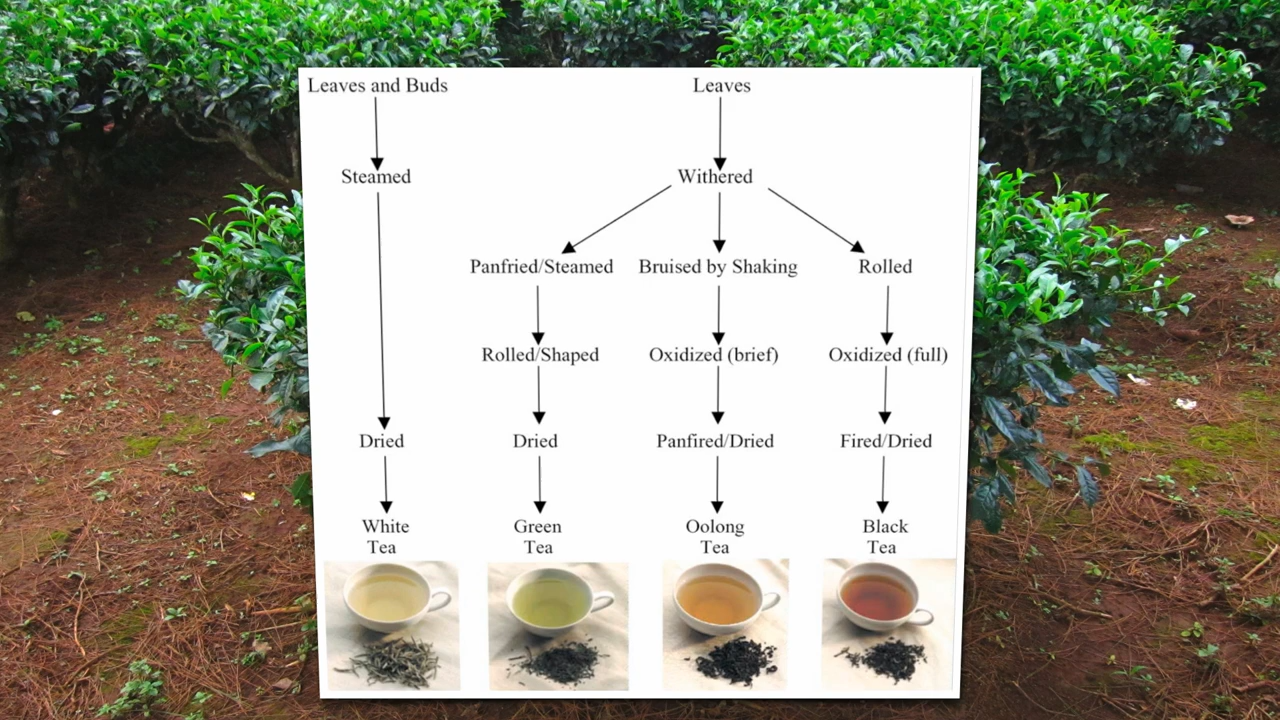 Leaves and Buds
Leaves
Steamed
Withered
Panfried/Steamed
Bruised by Shaking
Rolled
Rolled/Shaped
Oxidized (brief)
Oxidized (full)
Dried
Dried
Panfired/Dried
Fired/Dried
White
Tea
Green
Tea
Oolong
Tea
Black
Tea